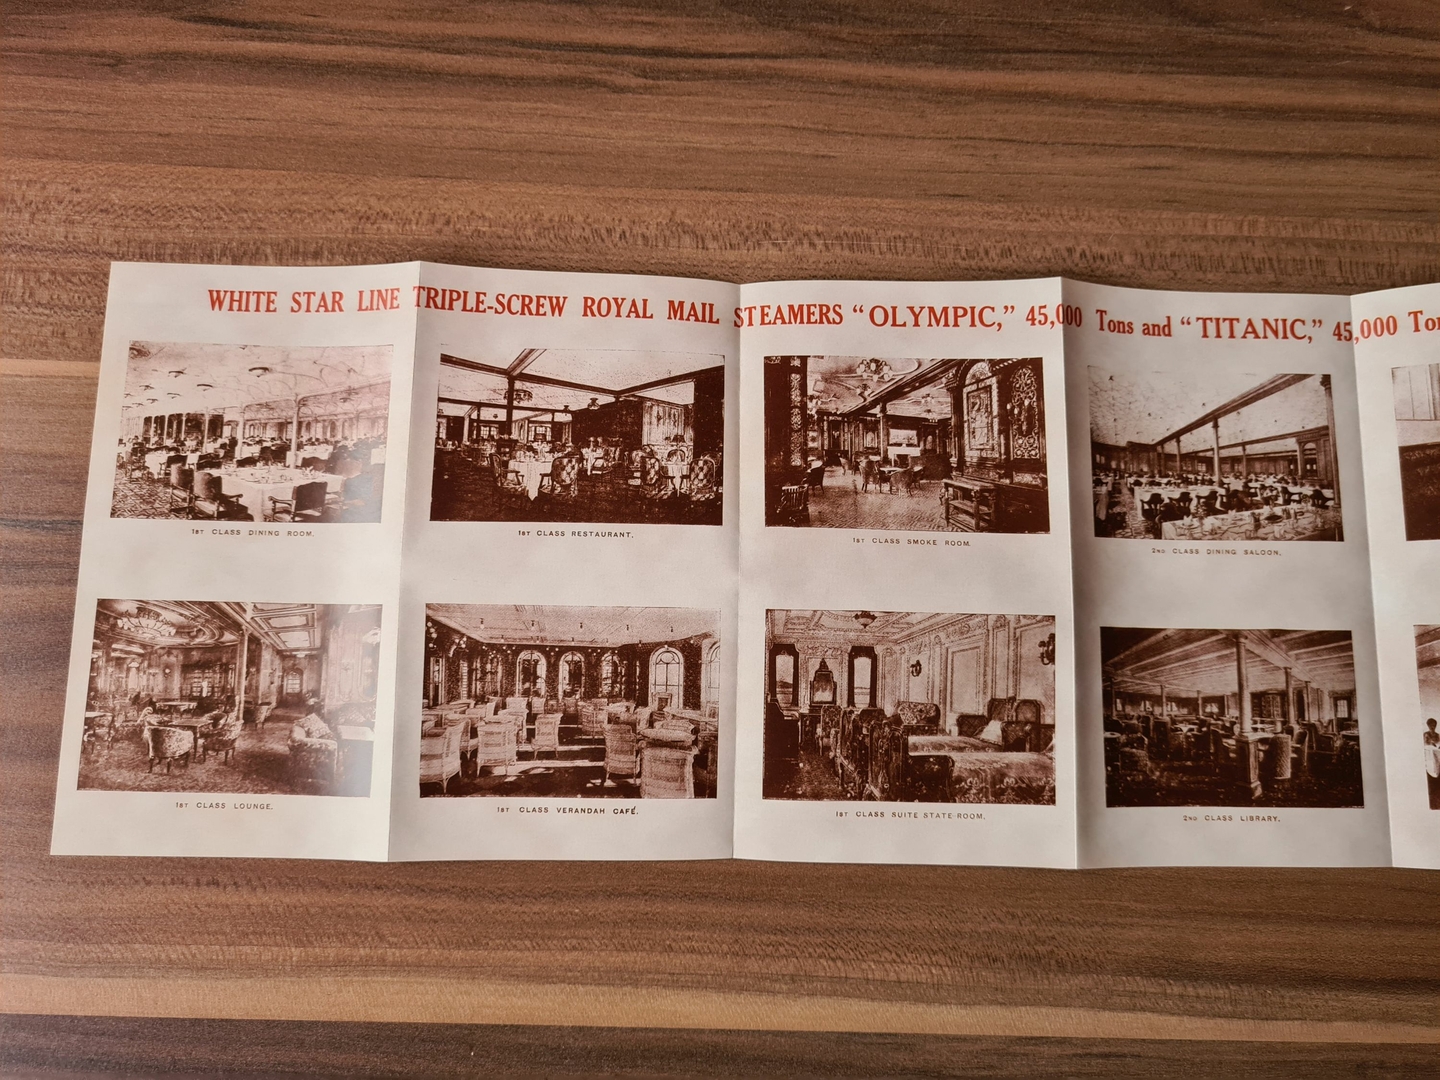 WHITE STAR LINE TRIPLE-SCREW ROYAL MAIL STEAMERS “OLYMPIC,” 45,000 Tons and “TITANIC,” 45,000
1ST CLASS DINING ROOM.
1ST CLASS RESTAURANT.
1ST CLASS SMOKE ROOM.
2ND CLASS DINING SALOON.
1ST CLASS LOUNGE.
1ST CLASS VERANDAH CAFÉ.
1ST CLASS SUITE STATE-ROOM.
2ND CLASS LIBRARY.